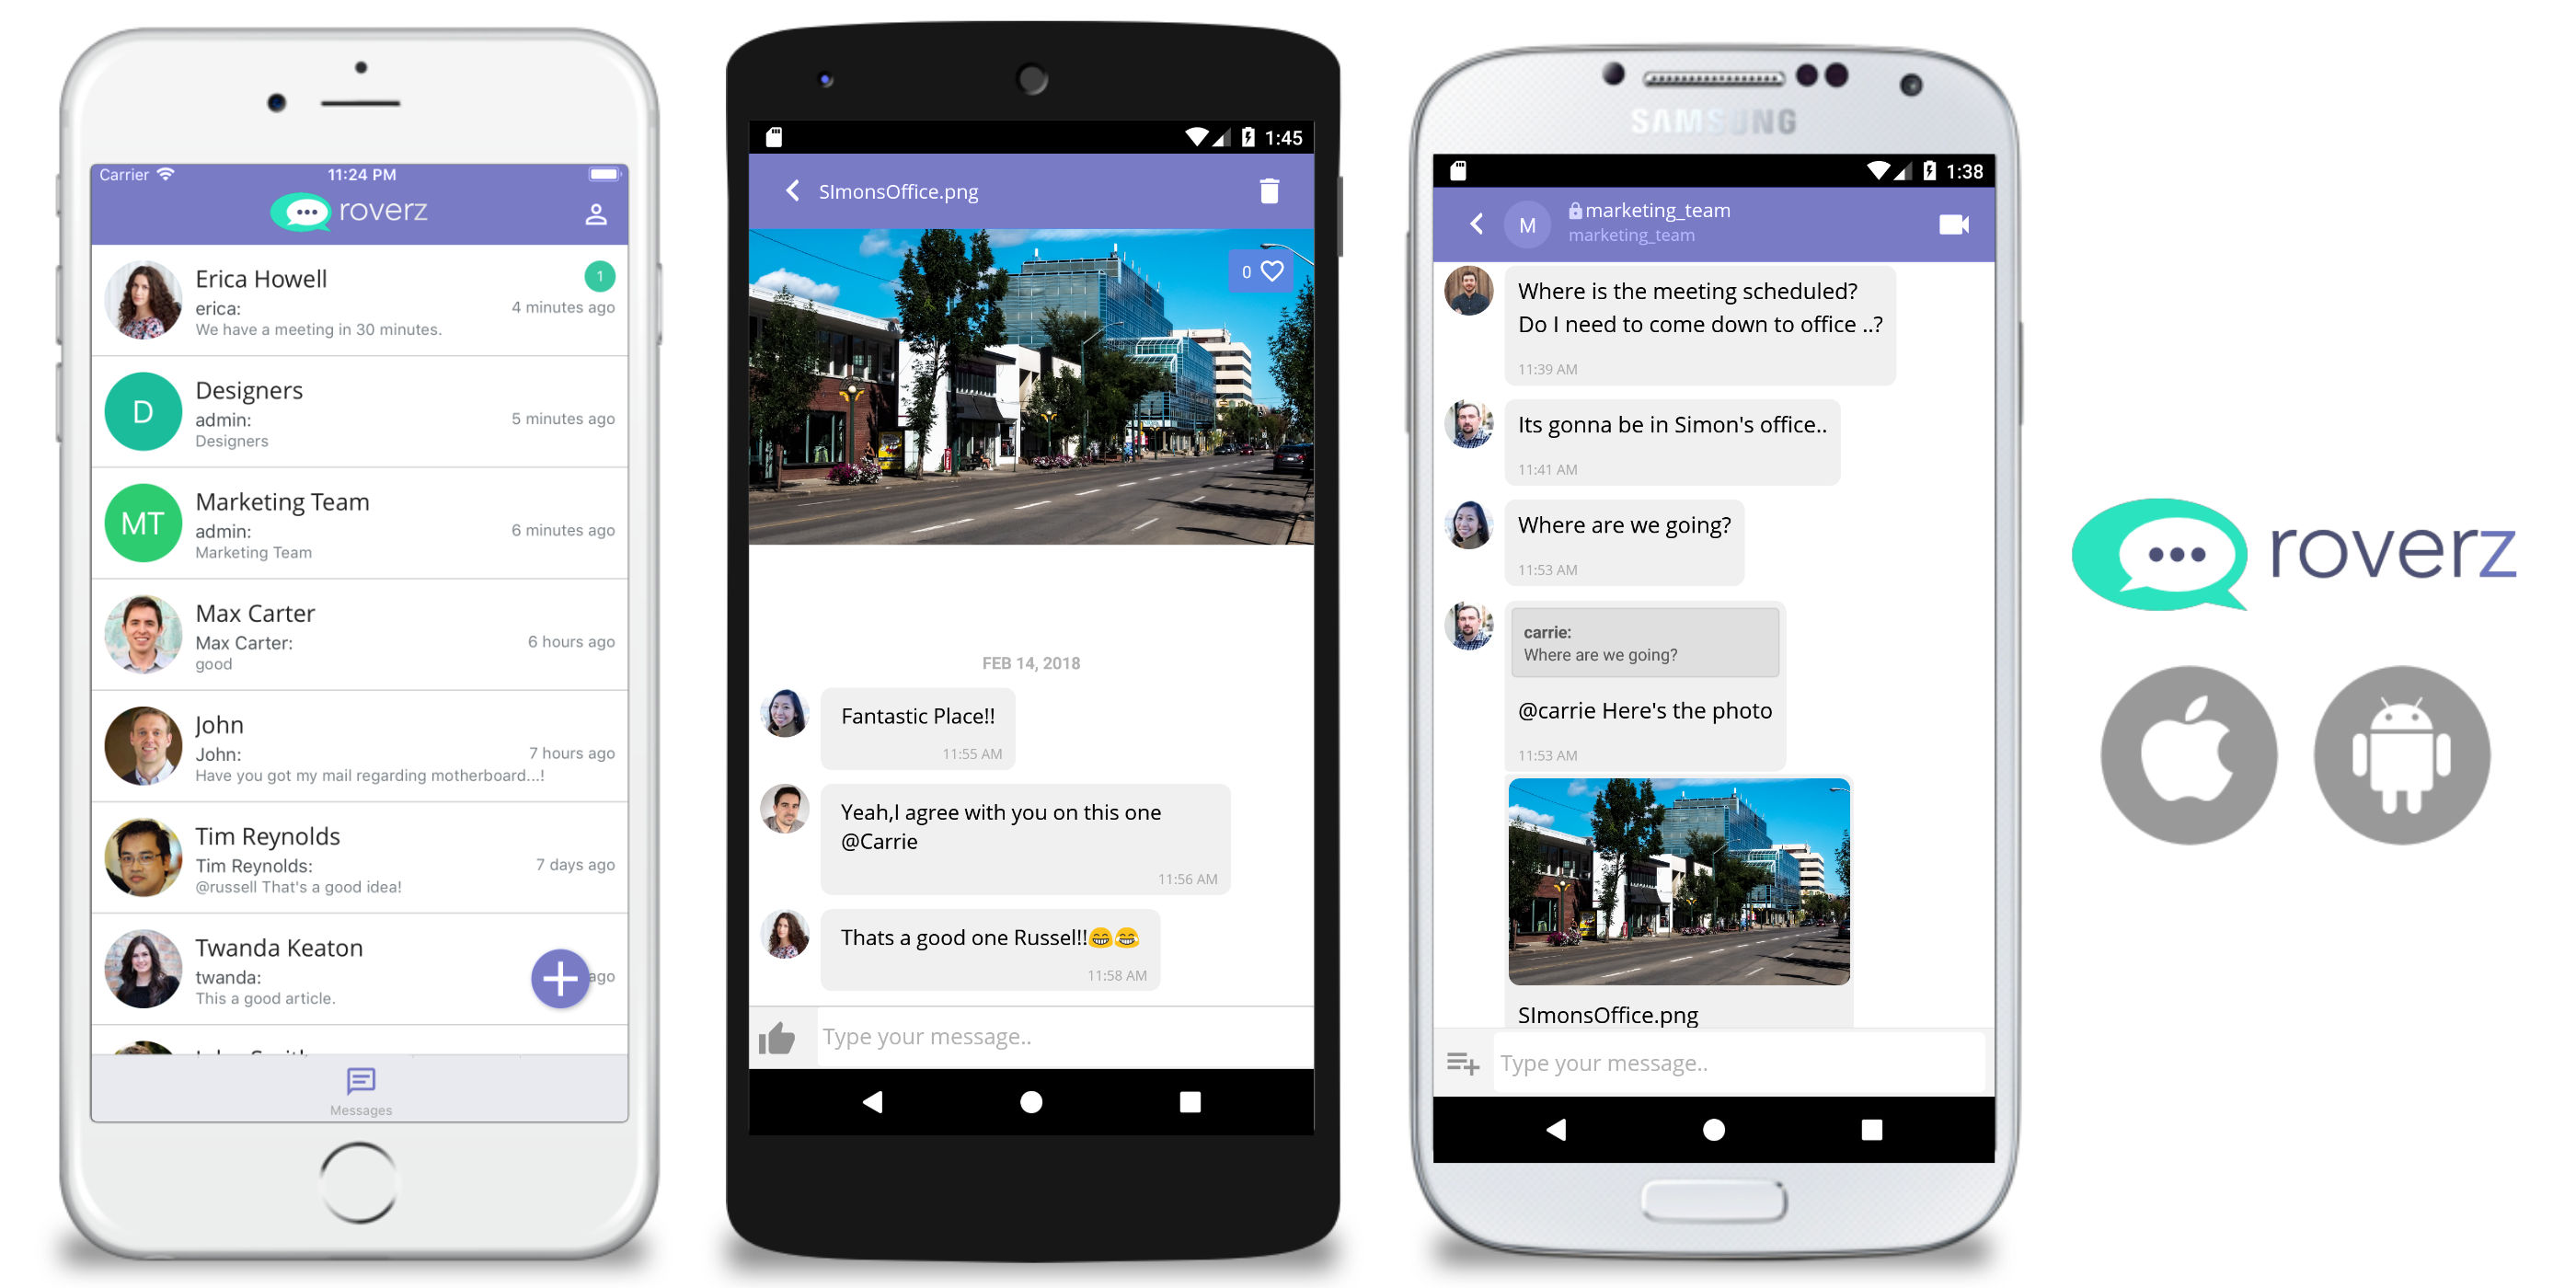 Carrier
11:24 PM
roverz
Erica Howell
1
erica:
4 minutes ago
We have a meeting in 30 minutes.
D
Designers
admin:
5 minutes ago
Designers
MT
Marketing Team
admin:
6 minutes ago
Marketing Team
Max Carter
Max Carter:
6 hours ago
good
John
John:
7 hours ago
Have you got my mail regarding motherboard...!
Tim Reynolds
Tim Reynolds:
7 days ago
@russell That's a good idea!
Twanda Keaton
twanda:
ago
This a good article.
Messages
1:45
SImonsOffice.png
0
FEB 14, 2018
Fantastic Place!!
11:55 AM
Yeah,I agree with you on this one
@Carrie
11:56 AM
Thats a good one Russel!!😁😂
11:58 AM
Type your message..
SAMSUNG
1:38
M
marketing_team
marketing_team
Where is the meeting scheduled?
Do I need to come down to office ..?
11:39 AM
Its gonna be in Simon's office..
11:41 AM
Where are we going?
11:53 AM
carrie:
Where are we going?
@carrie Here's the photo
11:53 AM
SImonsOffice.png
Type your message..
roverz